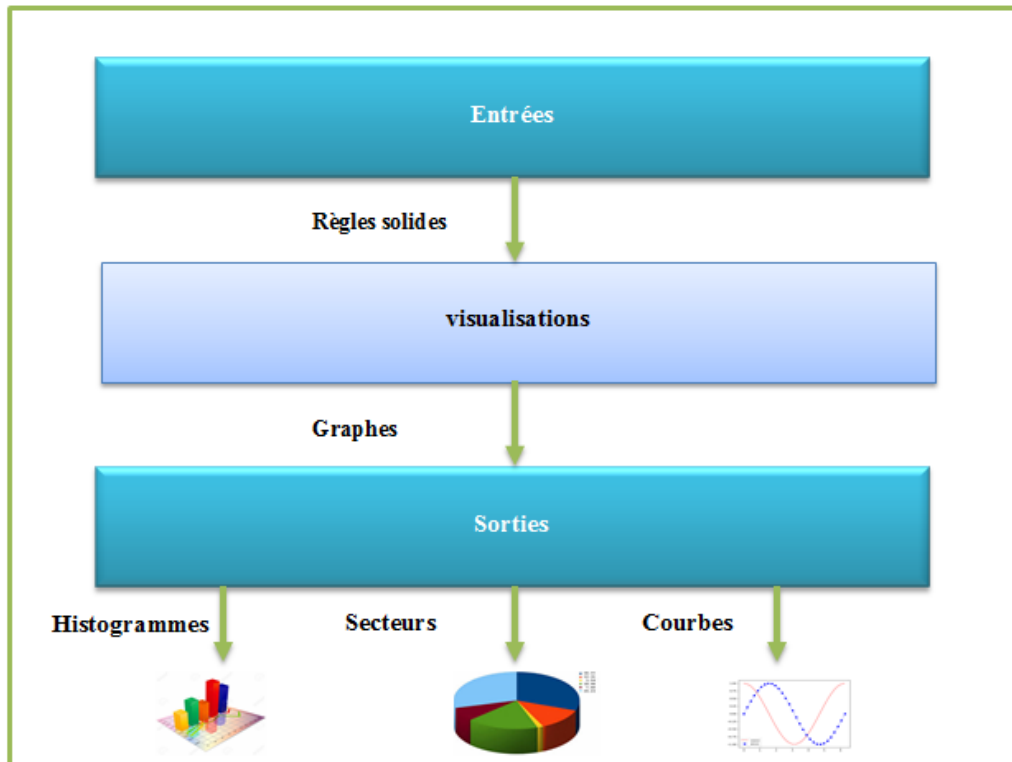 Entrées
Règles solides
visualisations
Graphes
Sorties
Histogrammes
Secteurs
Courbes